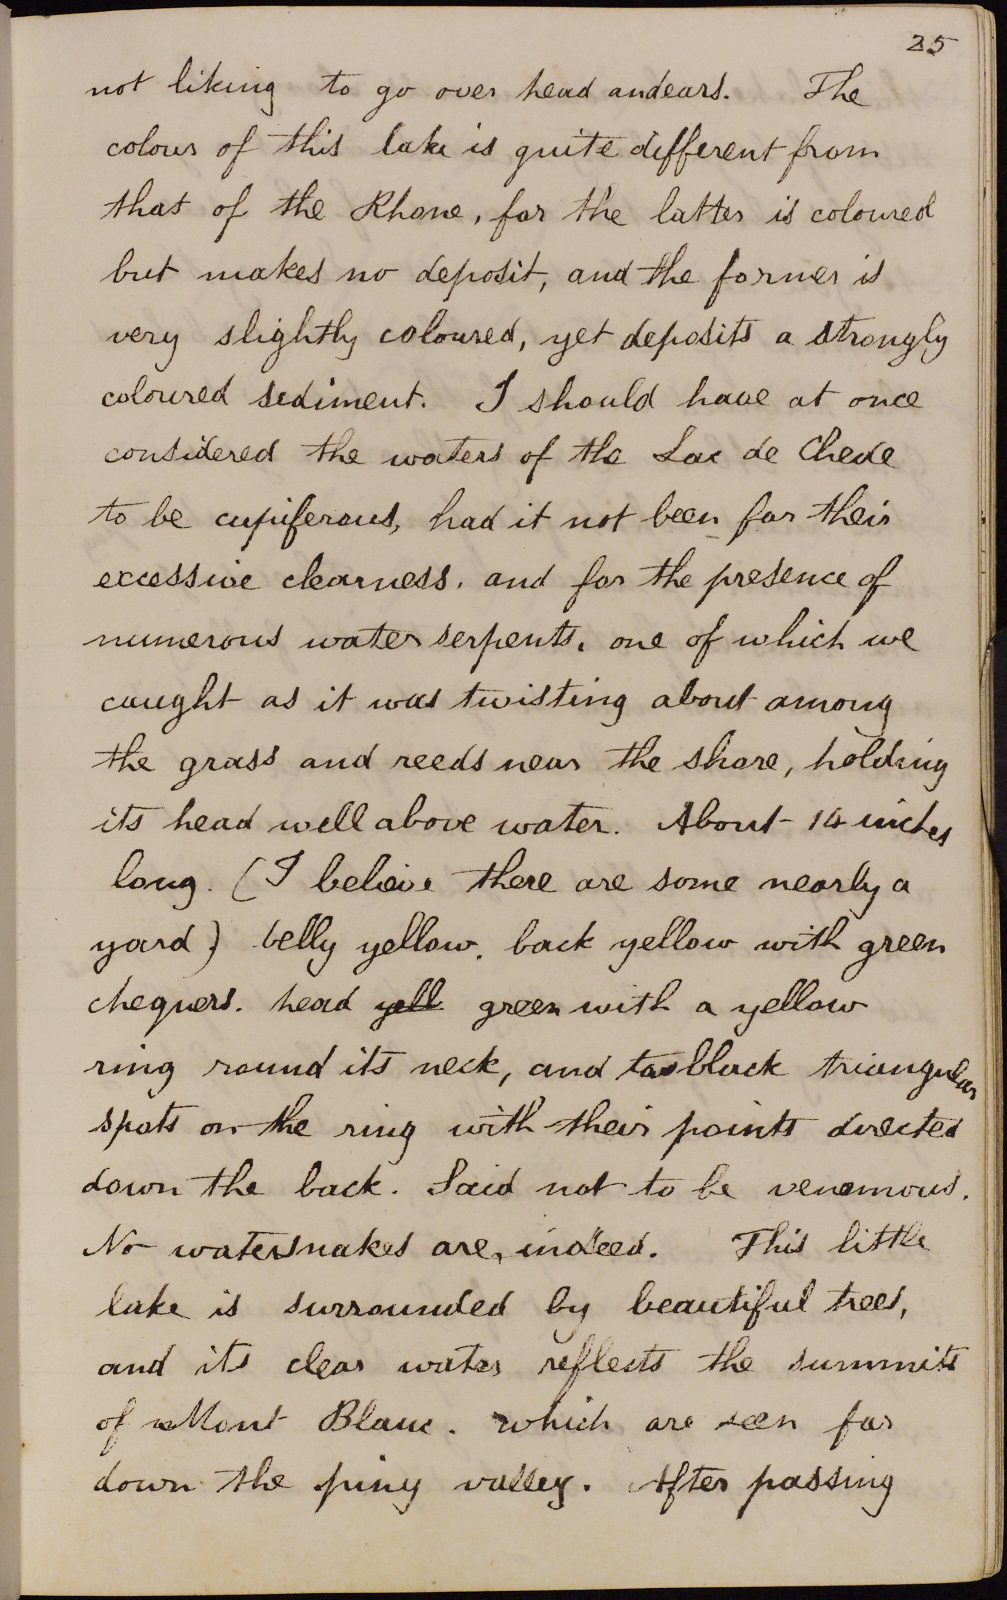 25
not liking to go over head andears. The
colour of this lake is quite different from
that of the Rhone, for the latter is coloured
but makes no deposit, and the former is
very slightly coloured, yet deposits a strongly
coloured sediment. I should have at once
considered the waters of the Lac de Chede
to be cupiferous, had it not been for their
excessive clearness. and for the presence of
numerous water serpents. one of which we
caught as it was twisting about among
the grass and reeds near the shore, holding
its head well above water. About 14 inches
long. (I believe there are some nearly a
yard) belly yellow. back yellow with green
chequers. head yell green with a yellow
ring round its neck, and two black triangular
spots on the ring with their points directed
down the back. Said not to be venemous.
No watersnakes are, indeed. This little
lake is surrounded by beautiful trees,
and its clear water reflects the summits
of Mont Blanc. which are seen far
down the piny valley. After passing